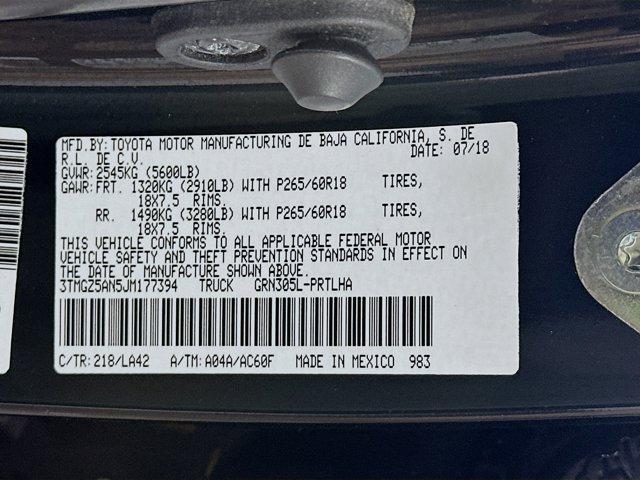 MFD.BY:TOYOTA MOTOR MANUFACTURING DE BAJA CALIFORNIA, S. DE
R.L. DE C.V. DATE: 07/18
GVWR:2545KG (5600LB)
GAWR:FRT. 1320KG (2910LB) WITH P265/60R18 TIRES,
18X7.5 RIMS.
RR. 1490KG (3280LB) WITH P265/60R18 TIRES,
18X7.5 RIMS.
THIS VEHICLE CONFORMS TO ALL APPLICABLE FEDERAL MOTOR
VEHICLE SAFETY AND THEFT PREVENTION STANDARDS IN EFFECT ON
THE DATE OF MANUFACTURE SHOWN ABOVE.
3TMGZ5AN5JM177394 TRUCK GRN305L-PRTLHA
C/TR:218/LA42 A/TM:A04A/AC60F MADE IN MEXICO 983